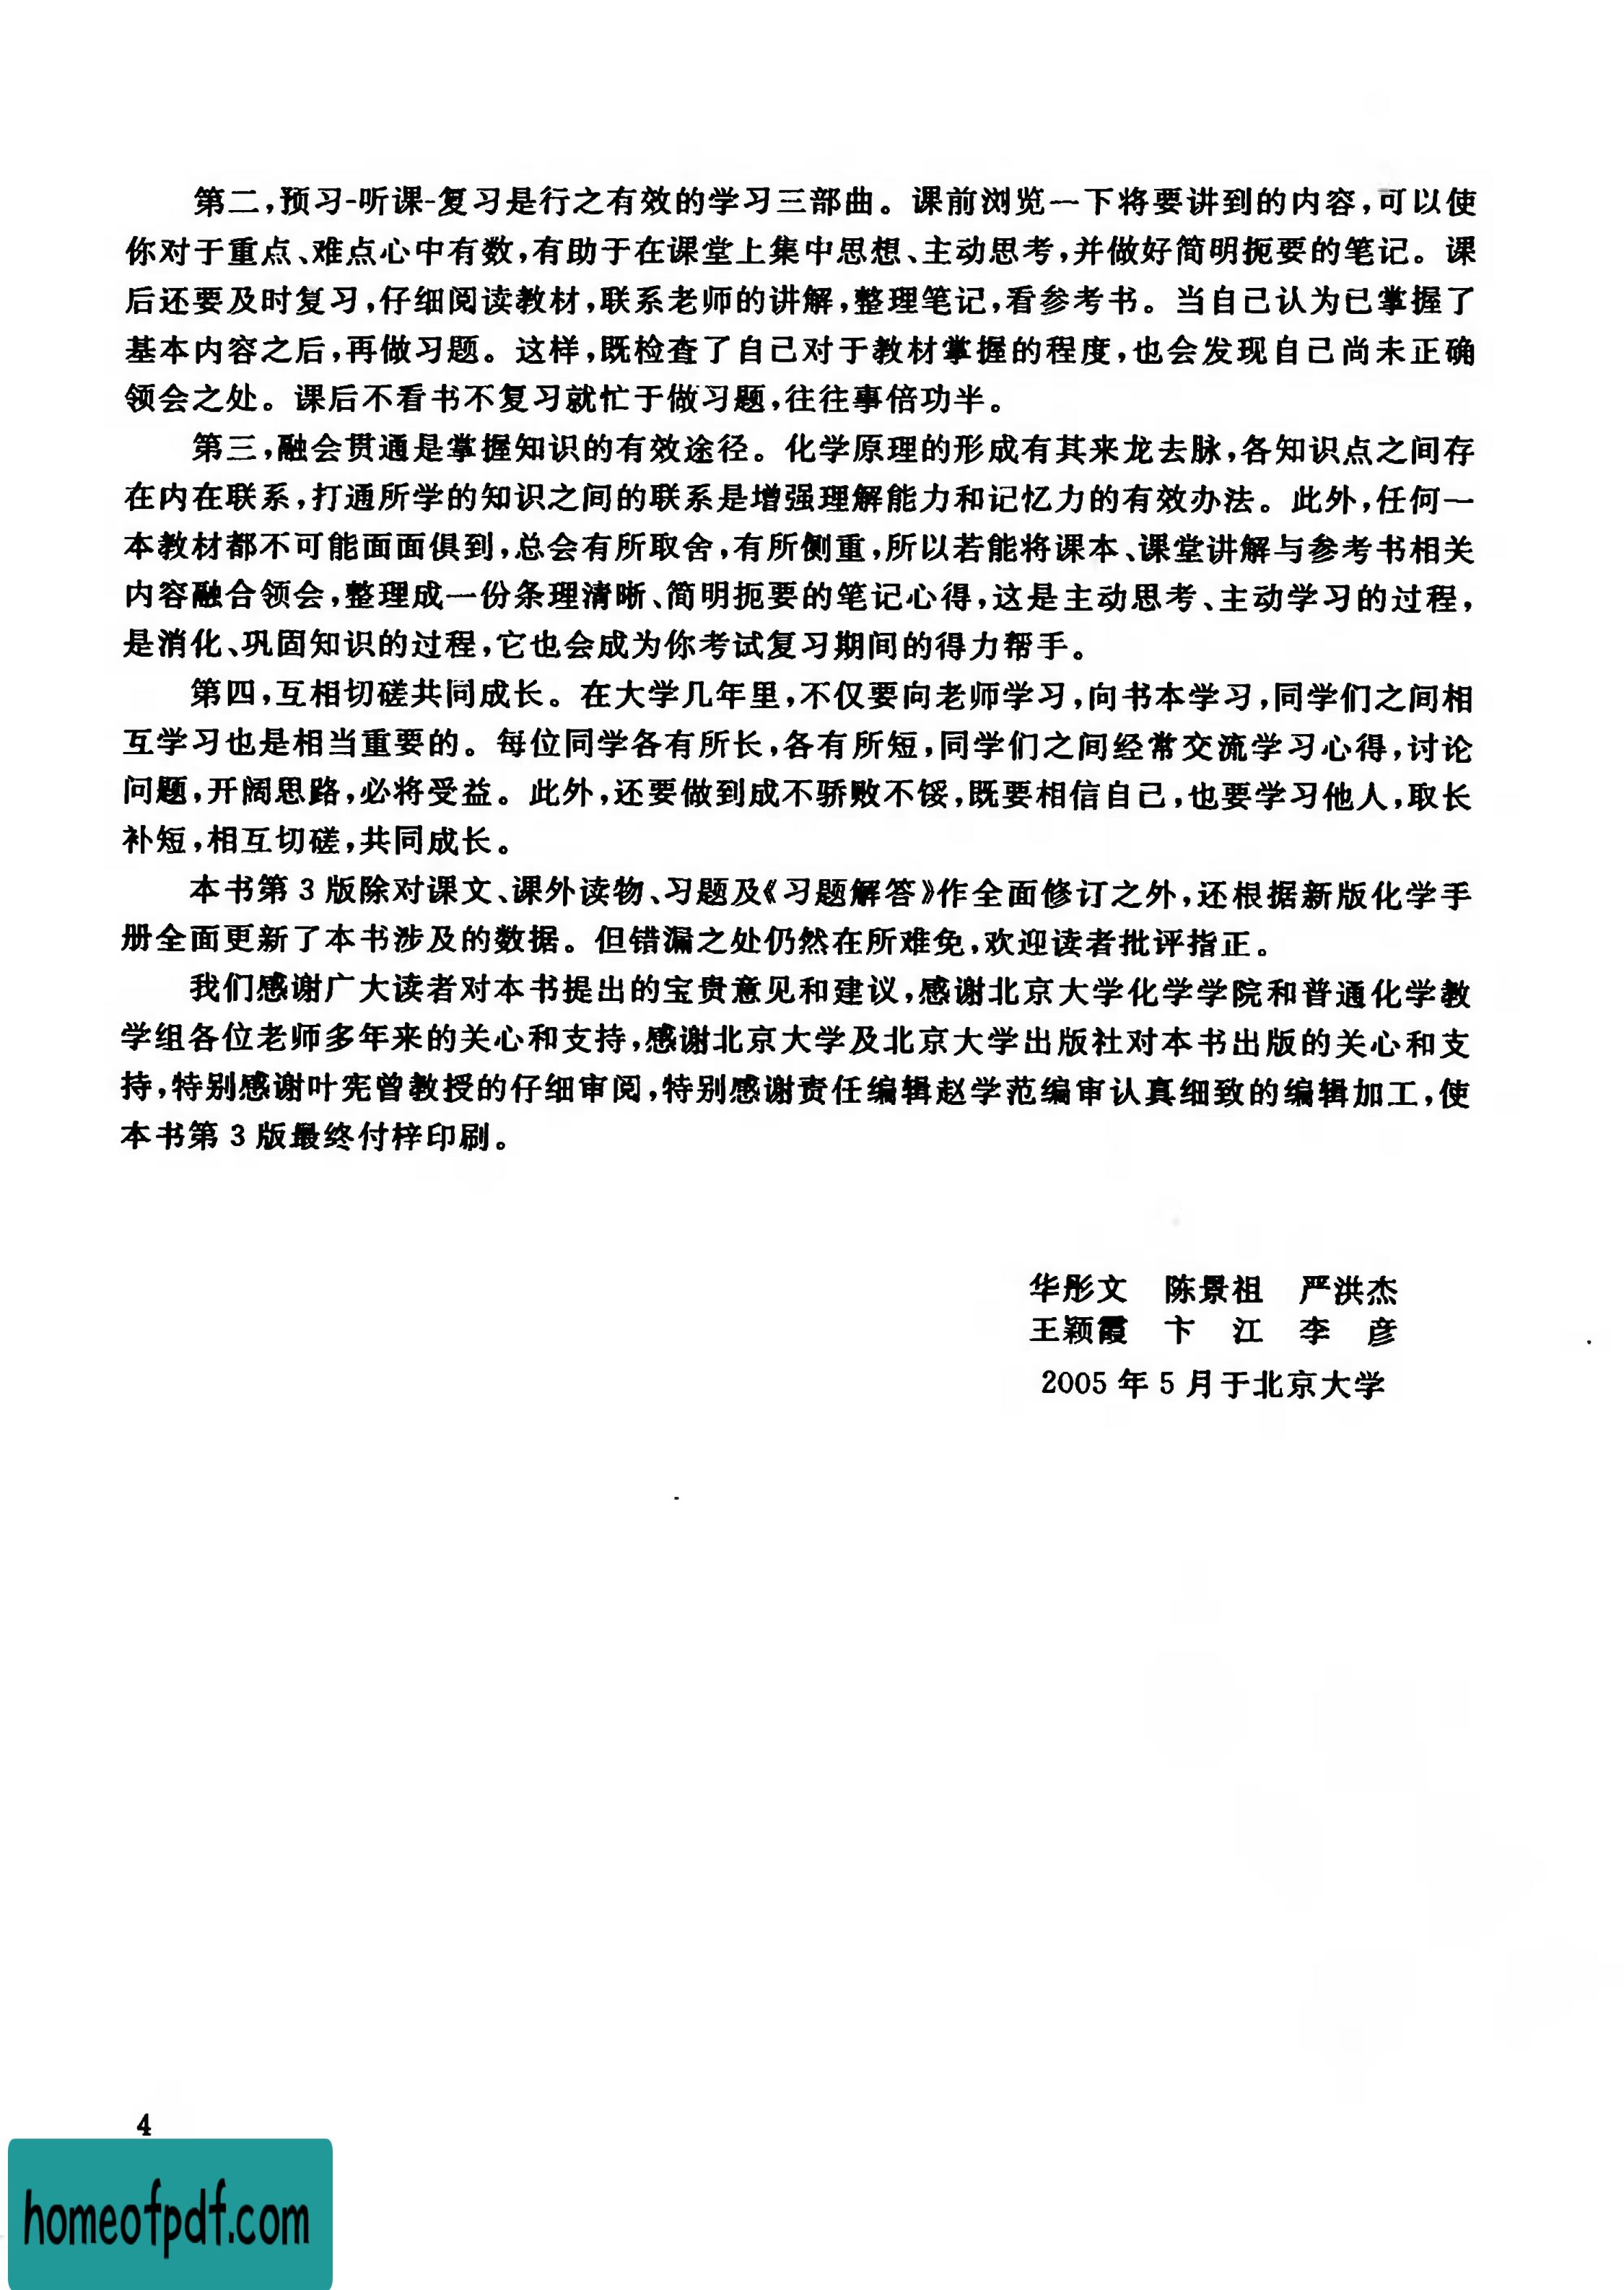 第二,预习-听课-复习是行之有效的学习三部曲。课前浏览一下将要讲到的内容,可以使
你对于重点、难点心中有数,有助于在课堂上集中思想、主动思考,并做好简明扼要的笔记。课
后还要及时复习,仔细阅读教材,联系老师的讲解,整理笔记,看参考书。当自己认为已掌握了
基本内容之后,再做习题。这样,既检查了自己对于教材掌握的程度,也会发现自己尚未正确
领会之处。课后不看书不复习就忙于做习题,往往事倍功半。
第三,融会贯通是掌握知识的有效途径。化学原理的形成有其来龙去脉,各知识点之间存
在内在联系,打通所学的知识之间的联系是增强理解能力和记忆力的有效办法。此外,任何一
本教材都不可能面面俱到,总会有所取舍,有所侧重,所以若能将课本、课堂讲解与参考书相关
内容融合领会,整理成一份条理清晰、简明扼要的笔记心得,这是主动思考、主动学习的过程,
是消化、巩固知识的过程,它也会成为你考试复习期间的得力帮手。
第四,互相切磋共同成长。在大学几年里,不仅要向老师学习,向书本学习,同学们之间相
互学习也是相当重要的。每位同学各有所长,各有所短,同学们之间经常交流学习心得,讨论
问题,开阔思路,必将受益。此外,还要做到成不骄败不馁,既要相信自己,也要学习他人,取长
补短,相互切磋,共同成长。
本书第 3 版除对课文、课外读物、习题及《习题解答》作全面修订之外,还根据新版化学手
册全面更新了本书涉及的数据。但错漏之处仍然在所难免,欢迎读者批评指正。
我们感谢广大读者对本书提出的宝贵意见和建议,感谢北京大学化学学院和普通化学教
学组各位老师多年来的关心和支持,感谢北京大学及北京大学出版社对本书出版的关心和支
持,特别感谢叶宪曾教授的仔细审阅,特别感谢责任编辑赵学范编审认真细致的编辑加工,使
本书第 3 版最终付梓印刷。
华彤文 陈景祖 严洪杰
王颖霞 卞 江 李 彦
2005 年 5 月于北京大学
4
homeofpdf.com